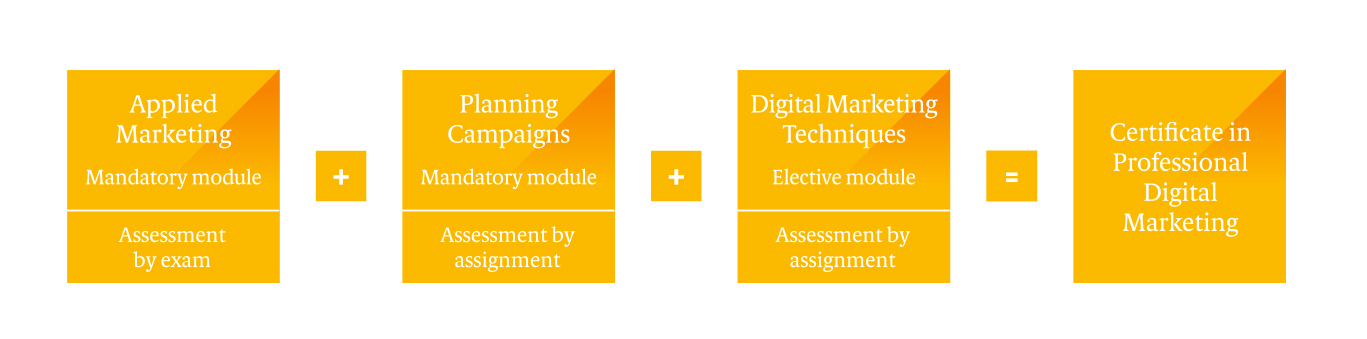 Applied
Marketing
Mandatory module
Assessment
by exam
+
Planning
Campaigns
Mandatory module
Assessment by
assignment
+
Digital Marketing
Techniques
Elective module
Assessment by
assignment
=
Certificate in
Professional
Digital
Marketing